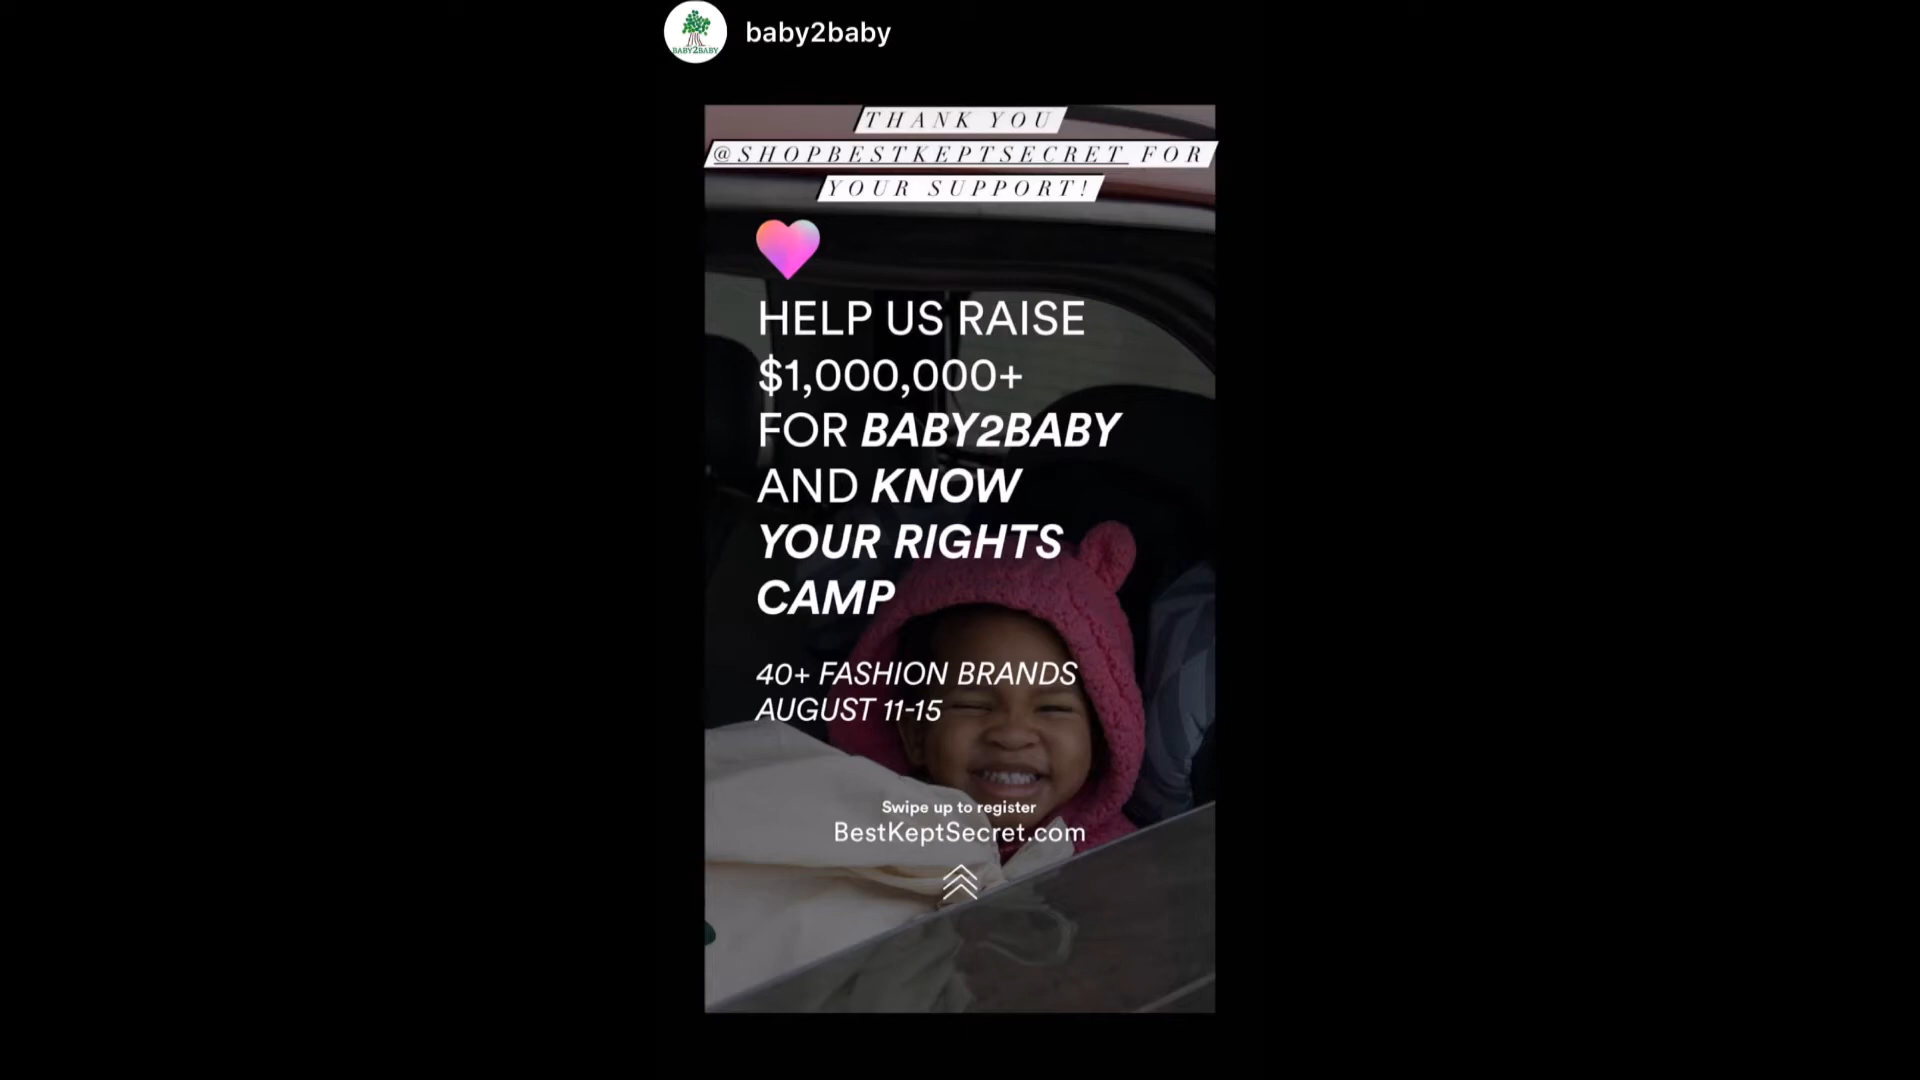 BABY2BABY
baby2baby
THANK YOU
@SHOPBESTKEPTSECRET FOR
YOUR SUPPORT!
HELP US RAISE
$1,000,000+
FOR BABY2BABY
AND KNOW
YOUR RIGHTS
CAMP
40+ FASHION BRANDS
AUGUST 11-15
Swipe up to register
BestKeptSecret.com